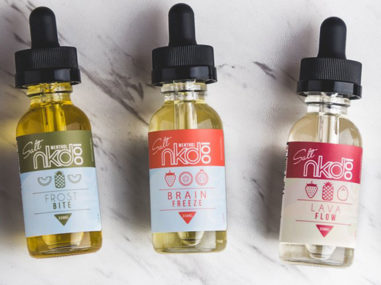 Salt
MENTHOL
nkd
100
FROST
BITE
Salt
MENTHOL
nkd
100
BRAIN
FREEZE
Salt
nkd
100
LAVA
FLOW